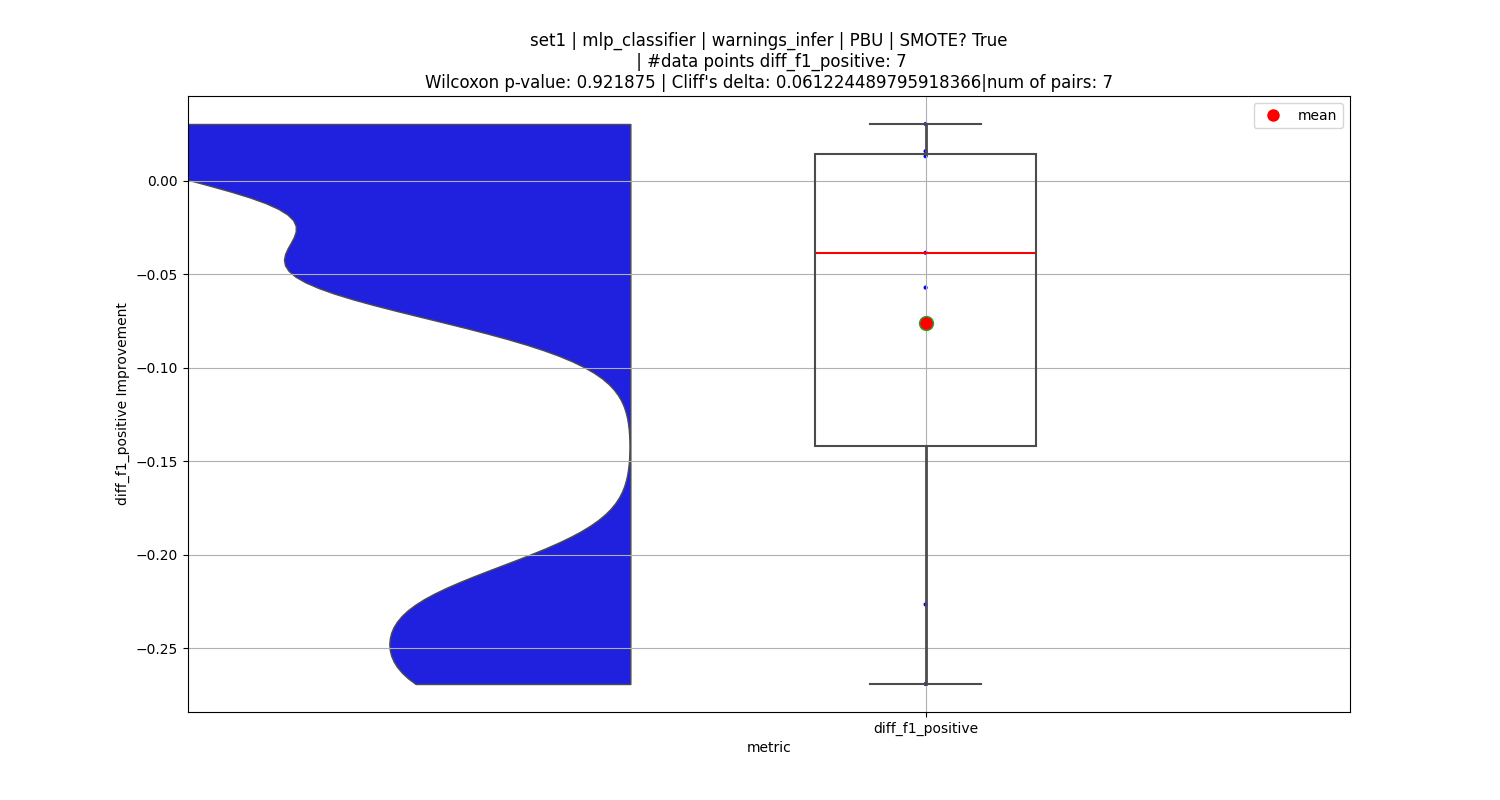 set1 | mlp_classifier | warnings_infer | PBU | SMOTE? True
| #data points diff_f1_positive: 7
Wilcoxon p-value: 0.921875 | Cliff's delta: 0.061224489795918366|num of pairs: 7
mean
0.00
−0.05
−0.10
−0.15
−0.20
−0.25
diff_f1_positive Improvement
diff_f1_positive
metric